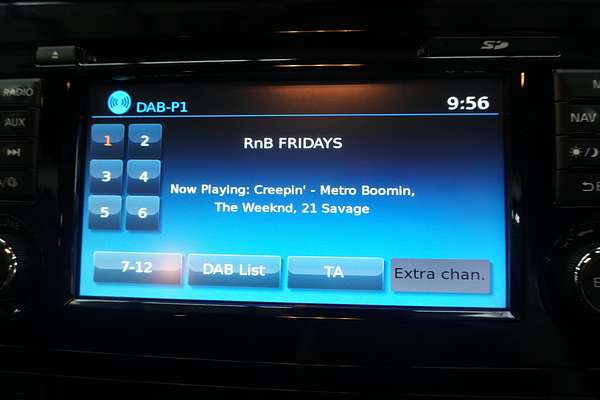 SD
RADIO
AUX
DAB-P1
9:56
NAV
1 2
3 4
5 6
RnB FRIDAYS
Now Playing: Creepin' - Metro Boomin,
The Weeknd, 21 Savage
7-12
DAB List
TA
Extra chan.